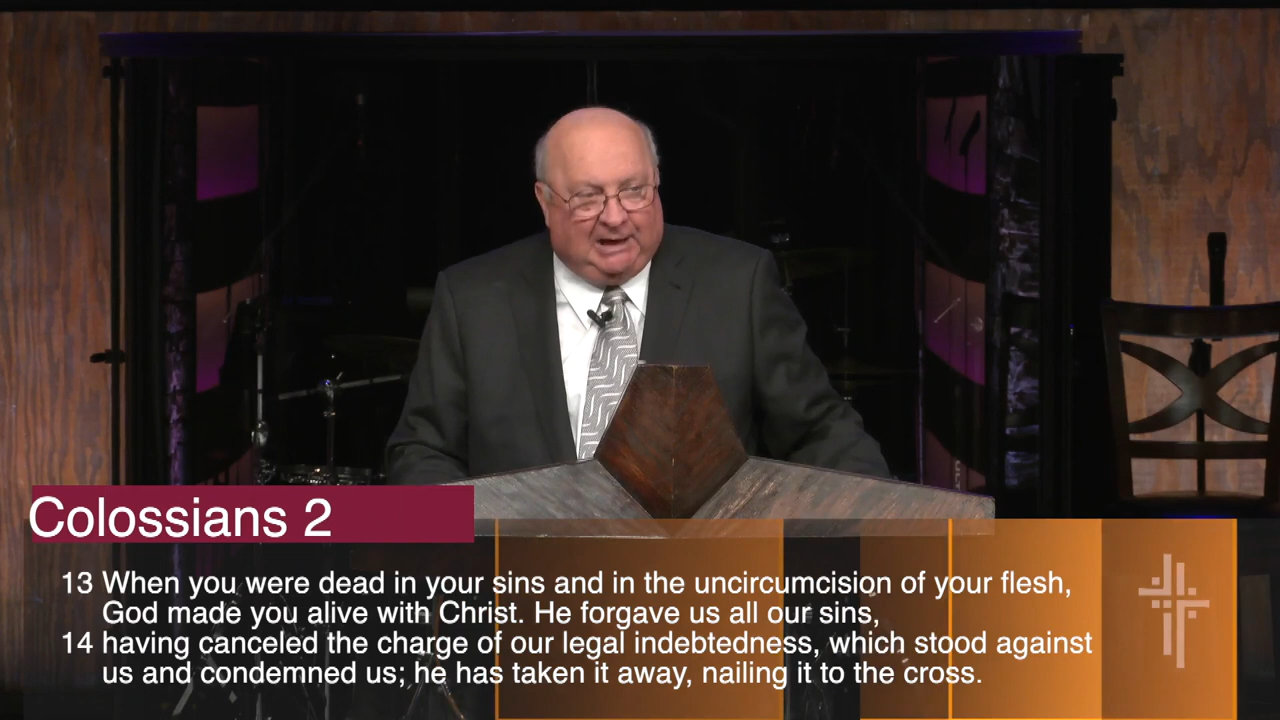 Colossians 2
13 When you were dead in your sins and in the uncircumcision of your flesh,
God made you alive with Christ. He forgave us all our sins,
14 having canceled the charge of our legal indebtedness, which stood against
us and condemned us; he has taken it away, nailing it to the cross.